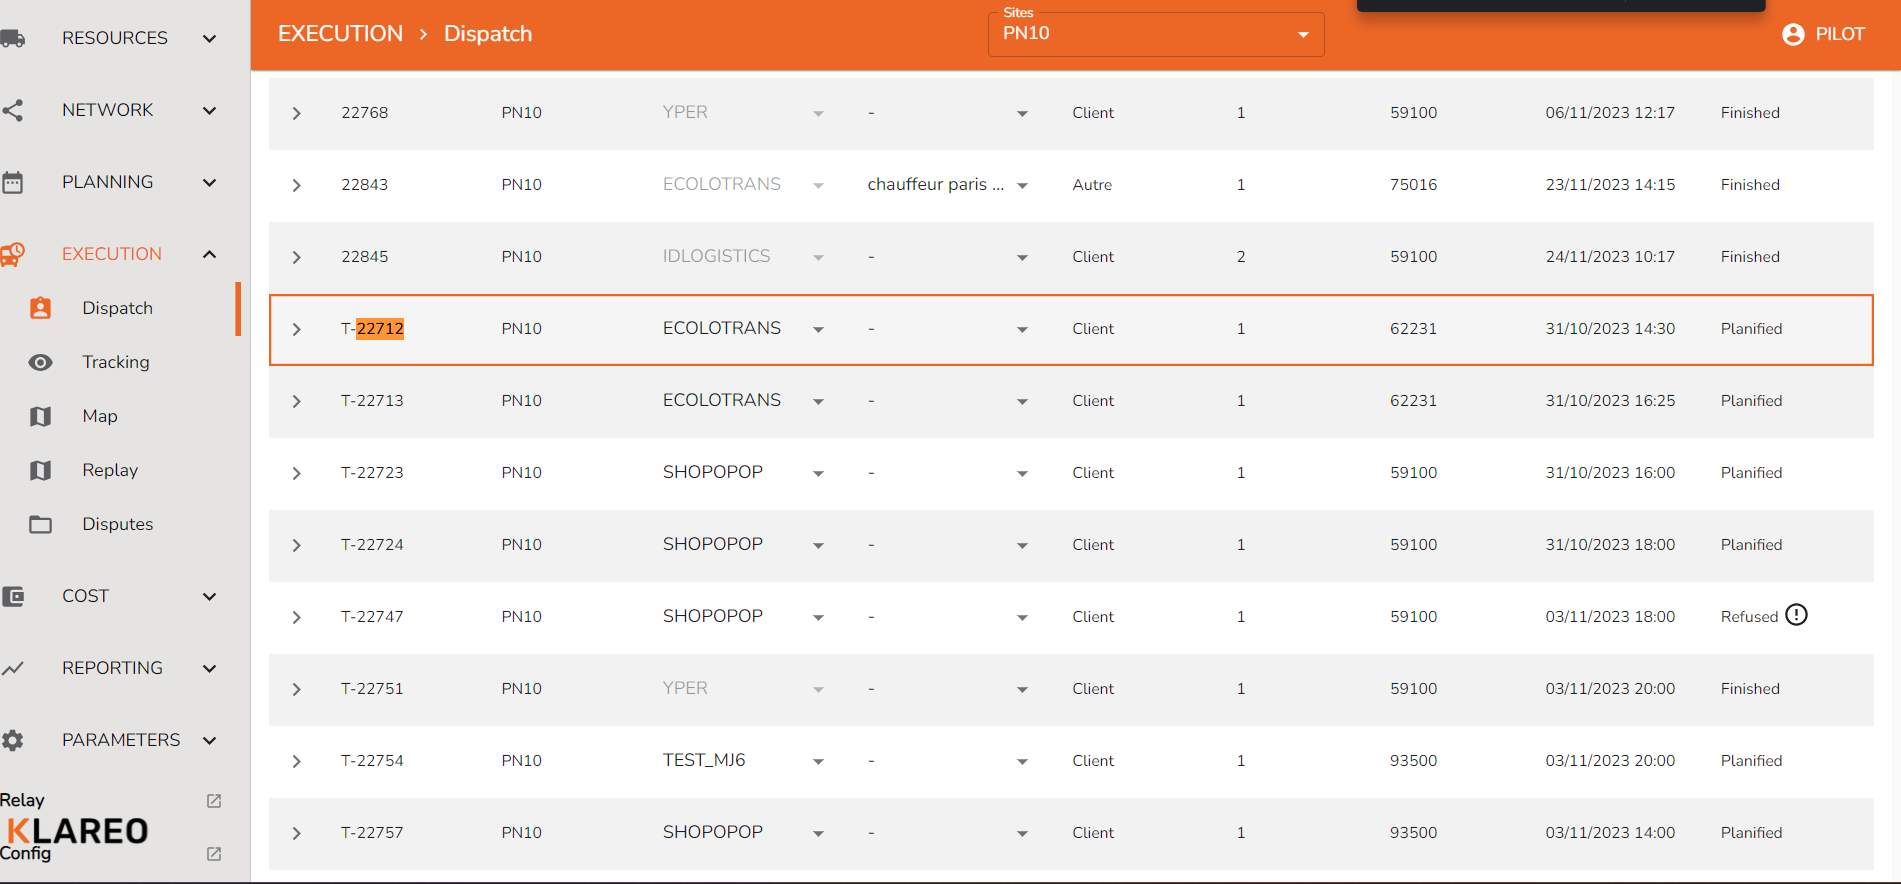 RESOURCES
NETWORK
PLANNING
EXECUTION
Dispatch
Tracking
Map
Replay
Disputes
COST
REPORTING
PARAMETERS
Relay
KLAREO
Config
EXECUTION > Dispatch
Sites
PN10
PILOT
22768 PN10 YPER - Client 1 59100 06/11/2023 12:17 Finished
22843 PN10 ECOLOTRANS chauffeur paris ... Autre 1 75016 23/11/2023 14:15 Finished
22845 PN10 IDLOGISTICS - Client 2 59100 24/11/2023 10:17 Finished
T-22712 PN10 ECOLOTRANS - Client 1 62231 31/10/2023 14:30 Planified
T-22713 PN10 ECOLOTRANS - Client 1 62231 31/10/2023 16:25 Planified
T-22723 PN10 SHOPOPOP - Client 1 59100 31/10/2023 16:00 Planified
T-22724 PN10 SHOPOPOP - Client 1 59100 31/10/2023 18:00 Planified
T-22747 PN10 SHOPOPOP - Client 1 59100 03/11/2023 18:00 Refused
T-22751 PN10 YPER - Client 1 59100 03/11/2023 20:00 Finished
T-22754 PN10 TEST_MJ6 - Client 1 93500 03/11/2023 20:00 Planified
T-22757 PN10 SHOPOPOP - Client 1 93500 03/11/2023 14:00 Planified